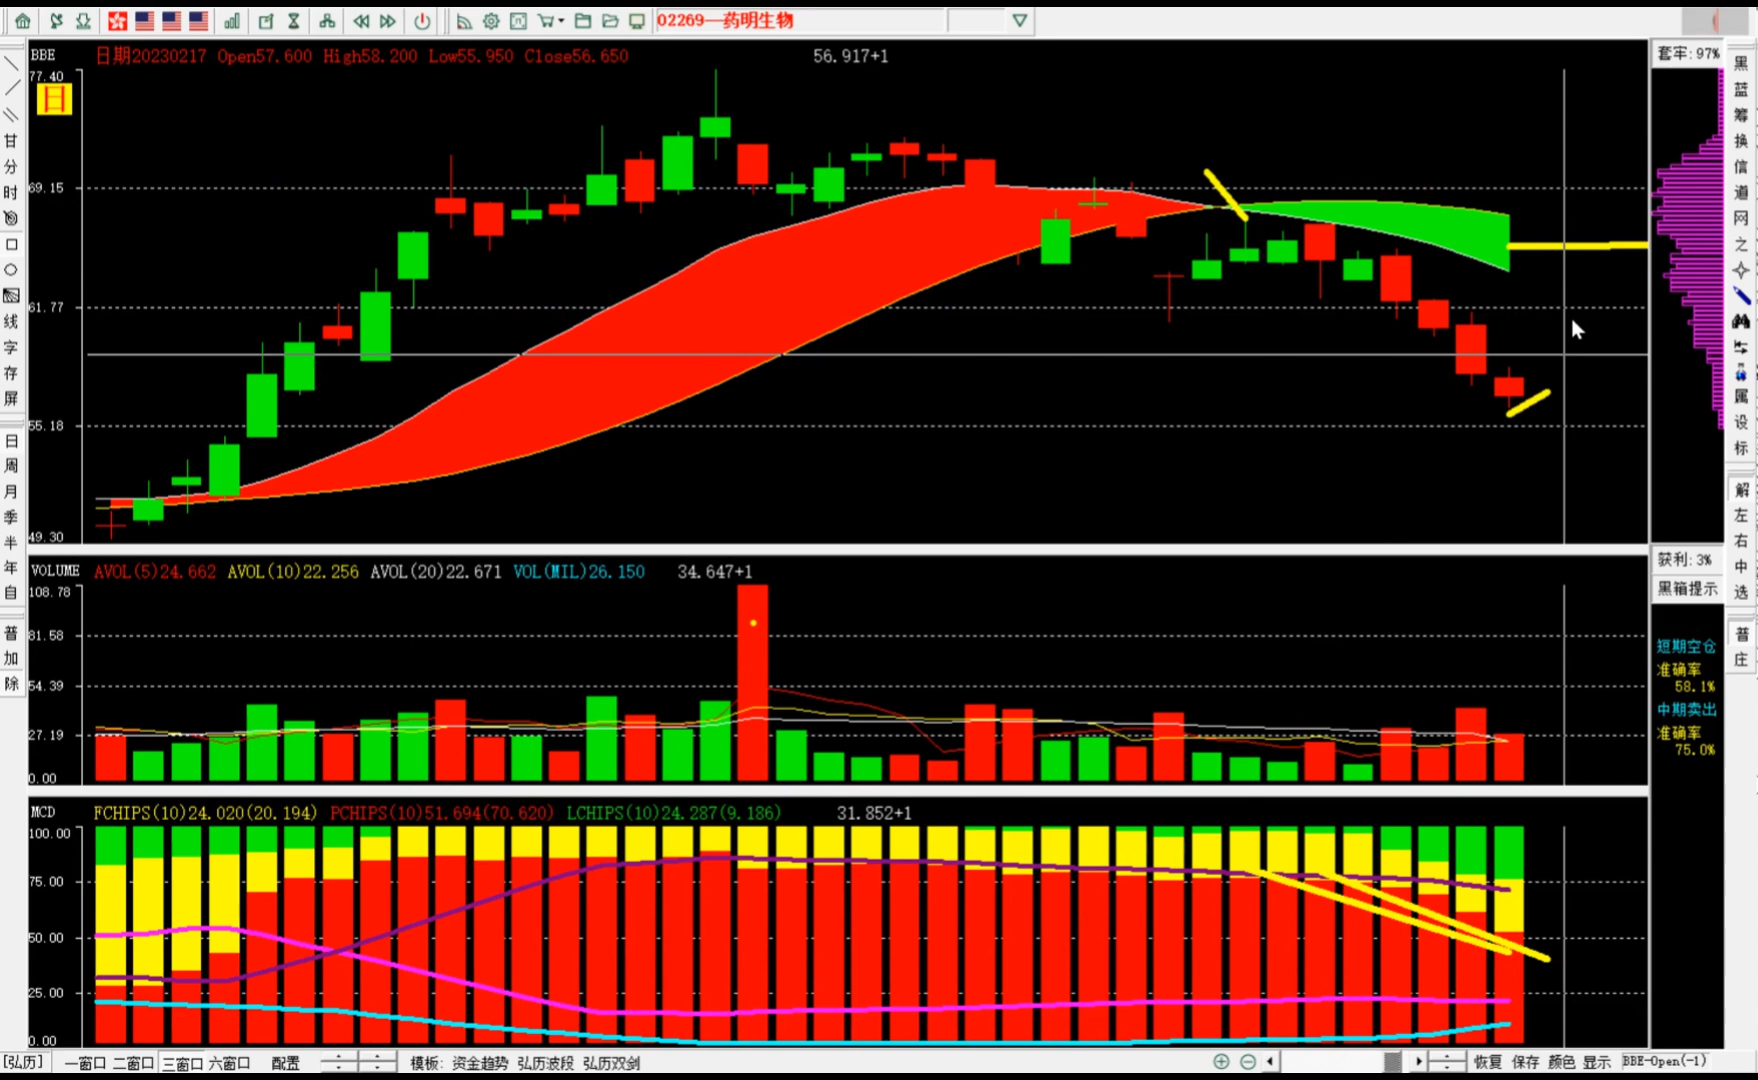 02269—药明生物
BBE 日期20230217 Open57.600 High58.200 Low55.950 Close56.650 56.917+1
77.40
日
69.15
61.77
55.18
49.30
VOLUME AVOL(5)24.662 AVOL(10)22.256 AVOL(20)22.671 VOL(MIL)26.150 34.647+1
108.78
81.58
54.39
27.19
0.00
MCD FCHIPS(10)24.020(20.194) PCHIPS(10)51.694(70.620) LCHIPS(10)24.287(9.186) 31.852+1
100.00
75.00
50.00
25.00
0.00
甘
分
时
线
字
存
屏
日
周
月
季
半
年
自
普
加
除
套牢: 97%
获利: 3%
黑箱提示
短期空仓
准确率
58.1%
中期卖出
准确率
75.0%
黑
蓝
筹
换
信
道
网
之
属
设
标
解
左
右
中
选
普
庄
[弘历] 一窗口 二窗口 三窗口 六窗口 配置 模板: 资金趋势 弘历波段 弘历双剑 恢复 保存 颜色 显示 BBE-Open(-1)